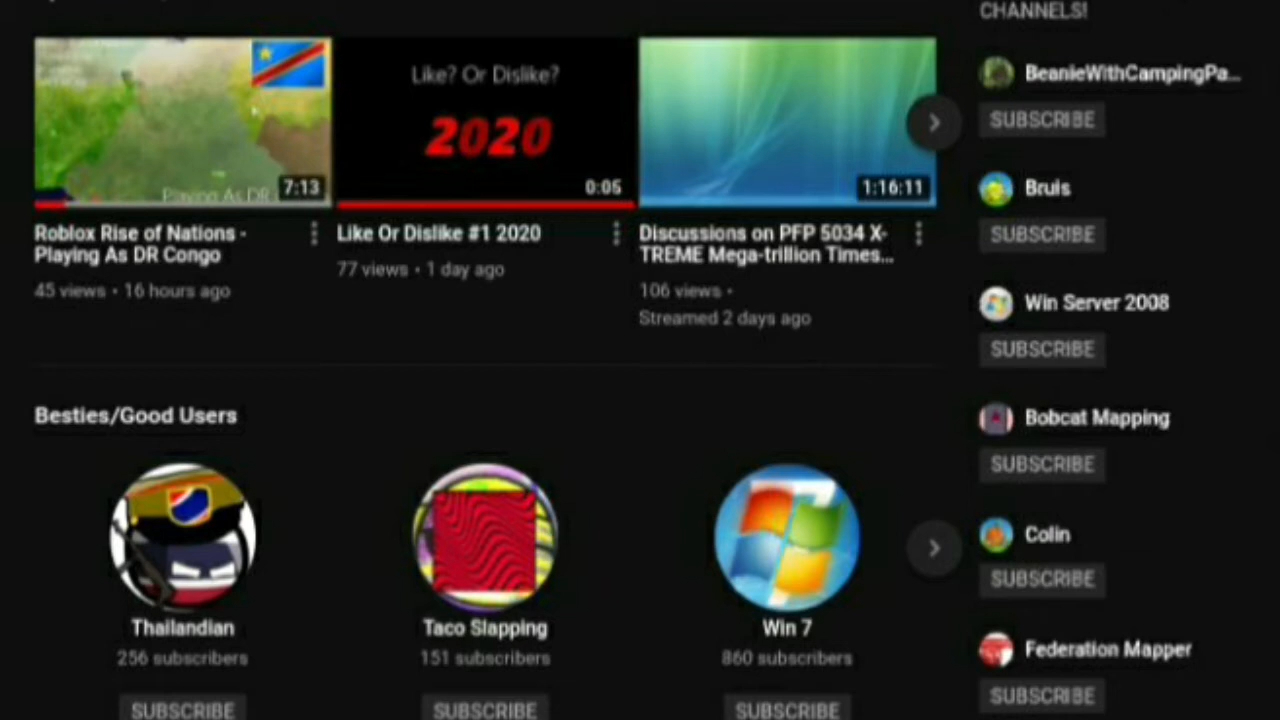 CHANNELS!
Like? Or Dislike?
2020
Playing As DR
7:13
0:05
1:16:11
Roblox Rise of Nations -
Playing As DR Congo
45 views • 16 hours ago
Like Or Dislike #1 2020
77 views • 1 day ago
Discussions on PFP 5034 X-
TREME Mega-trillion Times...
106 views •
Streamed 2 days ago
BeanieWithCampingPa...
SUBSCRIBE
Bruis
SUBSCRIBE
Win Server 2008
SUBSCRIBE
Bobcat Mapping
SUBSCRIBE
Colin
SUBSCRIBE
Federation Mapper
SUBSCRIBE
Besties/Good Users
Thailandian
256 subscribers
SUBSCRIBE
Taco Slapping
151 subscribers
SUBSCRIBE
Win 7
860 subscribers
SUBSCRIBE